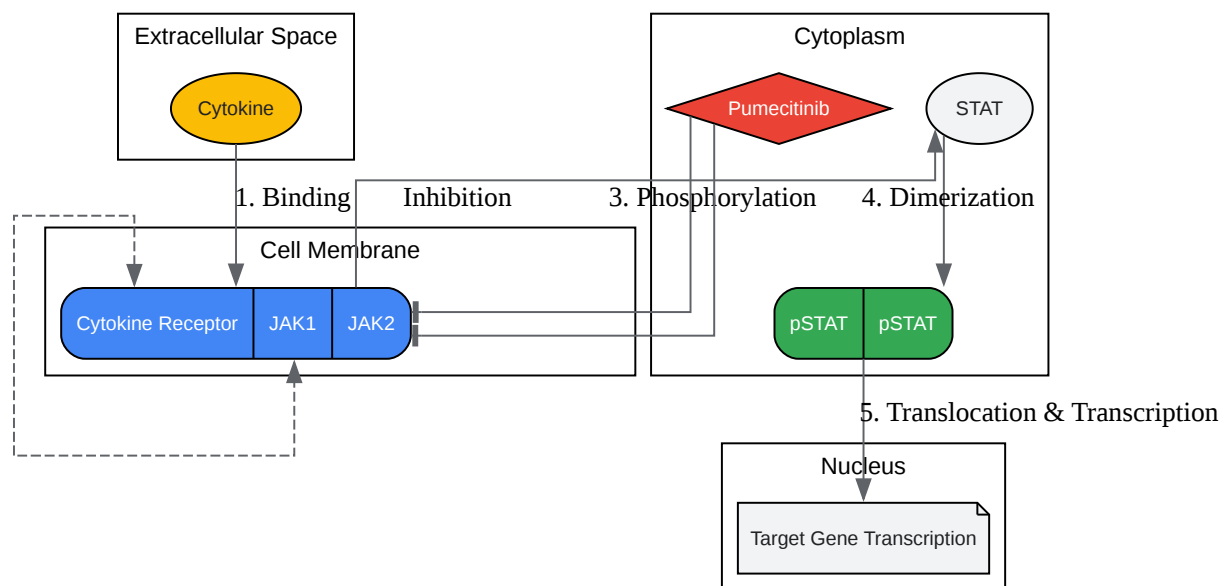 Extracellular Space
Cytoplasm
Cytokine
Pumecitinib
STAT
1. Binding
Inhibition
3. Phosphorylation
4. Dimerization
Cell Membrane
Cytokine Receptor
JAK1
JAK2
pSTAT
pSTAT
5. Translocation & Transcription
Nucleus
Target Gene Transcription